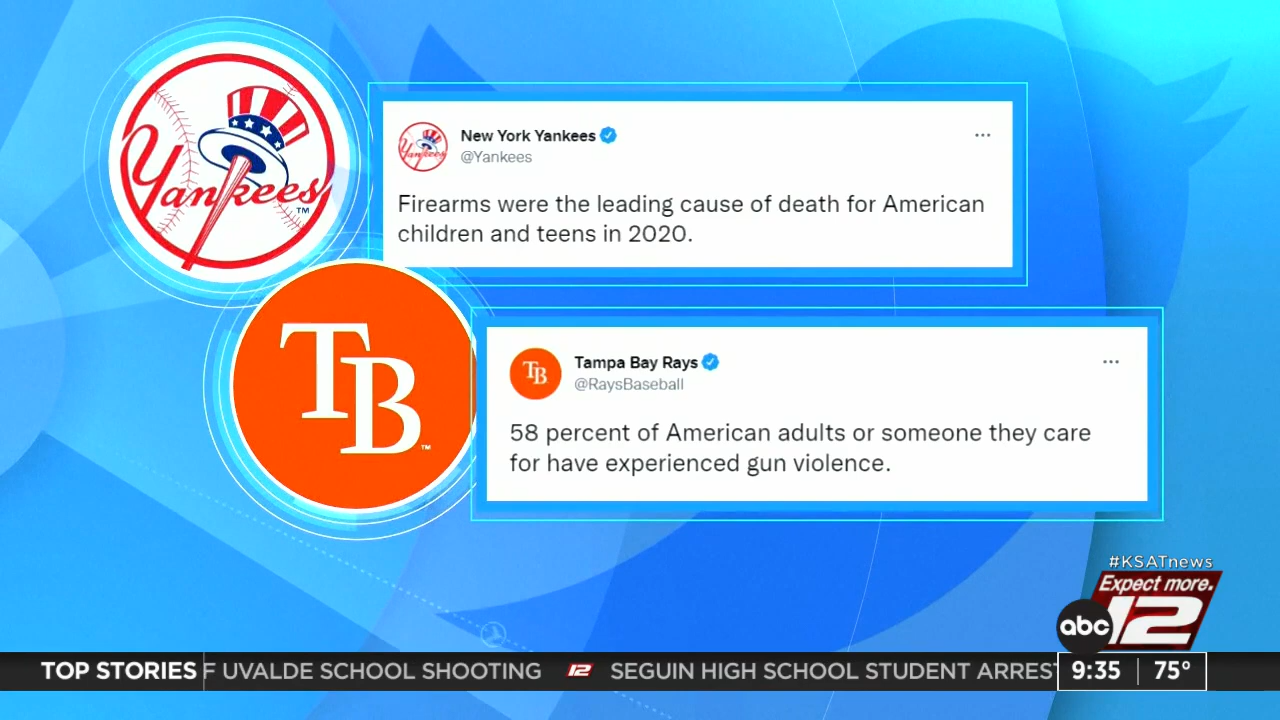 Yankees
TM
New York Yankees
@Yankees
Firearms were the leading cause of death for American
children and teens in 2020.
TB
TM
Tampa Bay Rays
@RaysBaseball
58 percent of American adults or someone they care
for have experienced gun violence.
#KSATnews
Expect more.
abc 12
TOP STORIES F UVALDE SCHOOL SHOOTING 12 SEGUIN HIGH SCHOOL STUDENT ARREST 9:35 75°